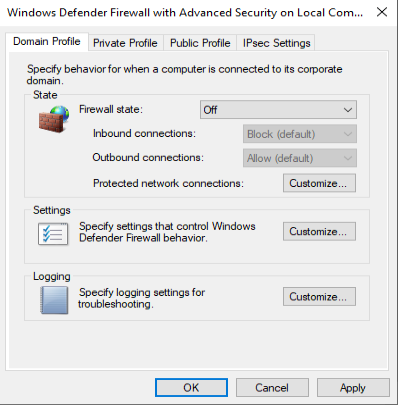 Windows Defender Firewall with Advanced Security on Local Com...
Domain Profile Private Profile Public Profile IPsec Settings
Specify behavior for when a computer is connected to its corporate
domain.
State
Firewall state: Off
Inbound connections: Block (default)
Outbound connections: Allow (default)
Protected network connections: Customize...
Settings
Specify settings that control Windows
Defender Firewall behavior.
Customize...
Logging
Specify logging settings for
troubleshooting.
Customize...
OK Cancel Apply